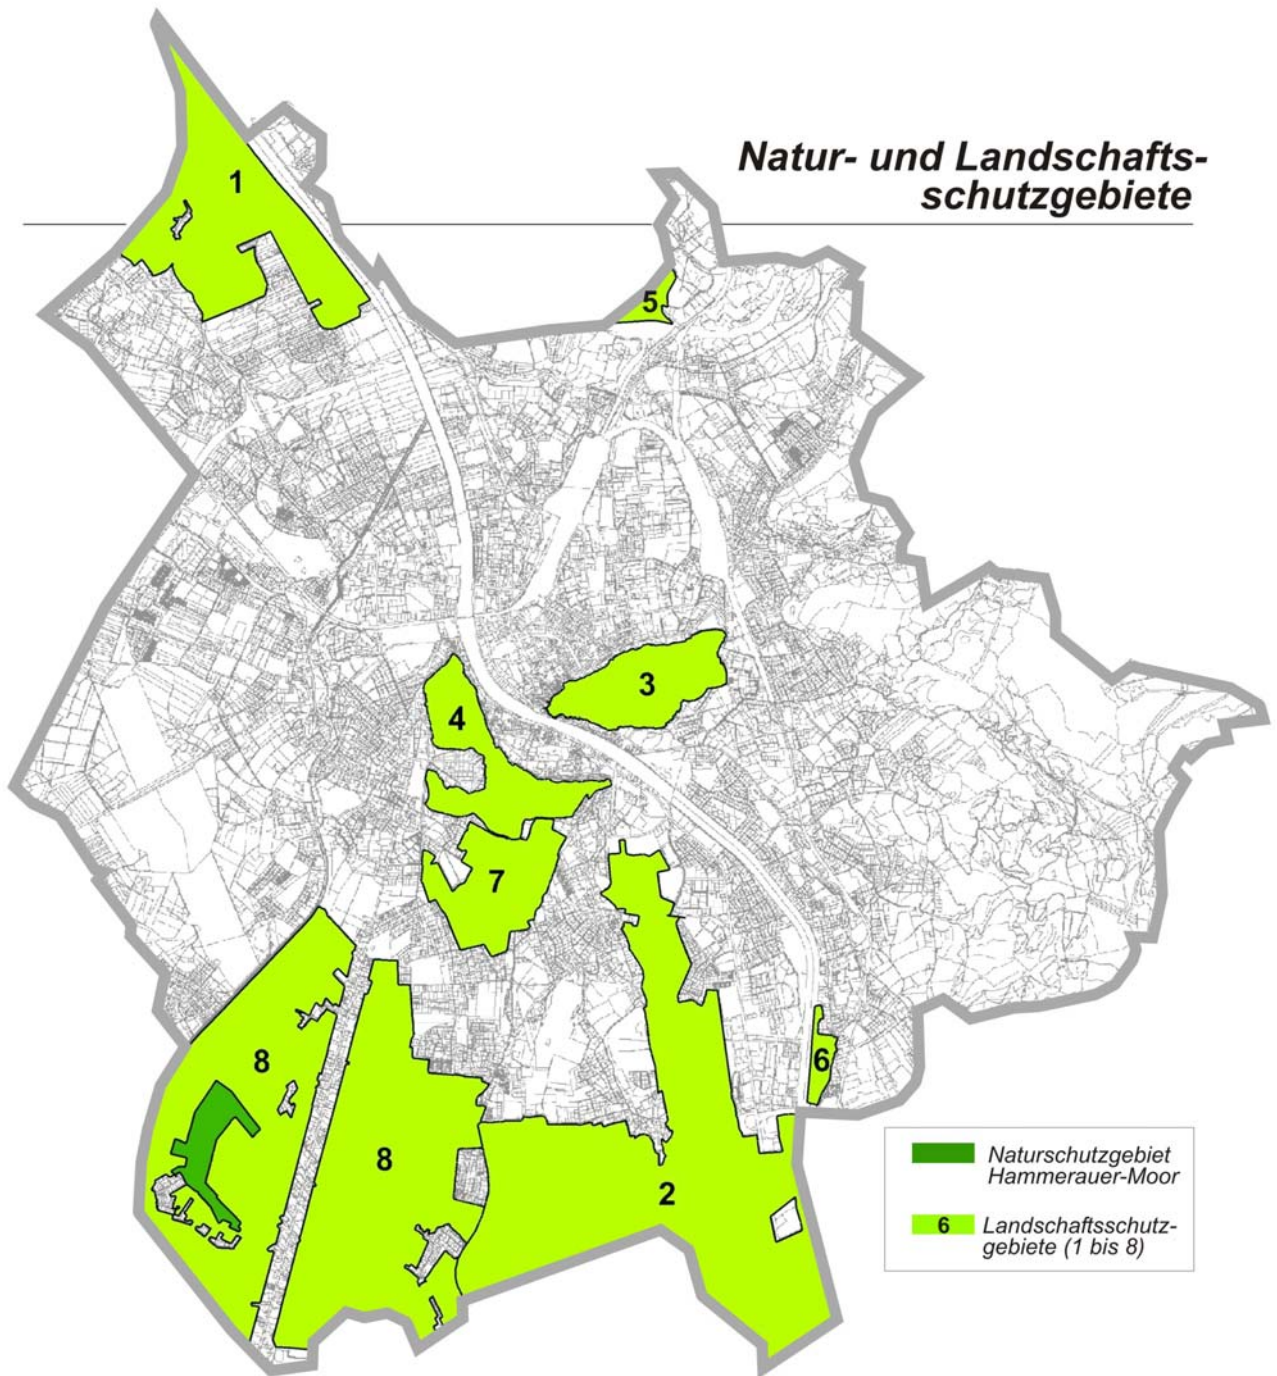 Natur- und Landschafts-
schutzgebiete
1
5
3
4
7
8
6
8
2
Naturschutzgebiet
Hammerauer-Moor
6 Landschaftsschutz-
gebiete (1 bis 8)